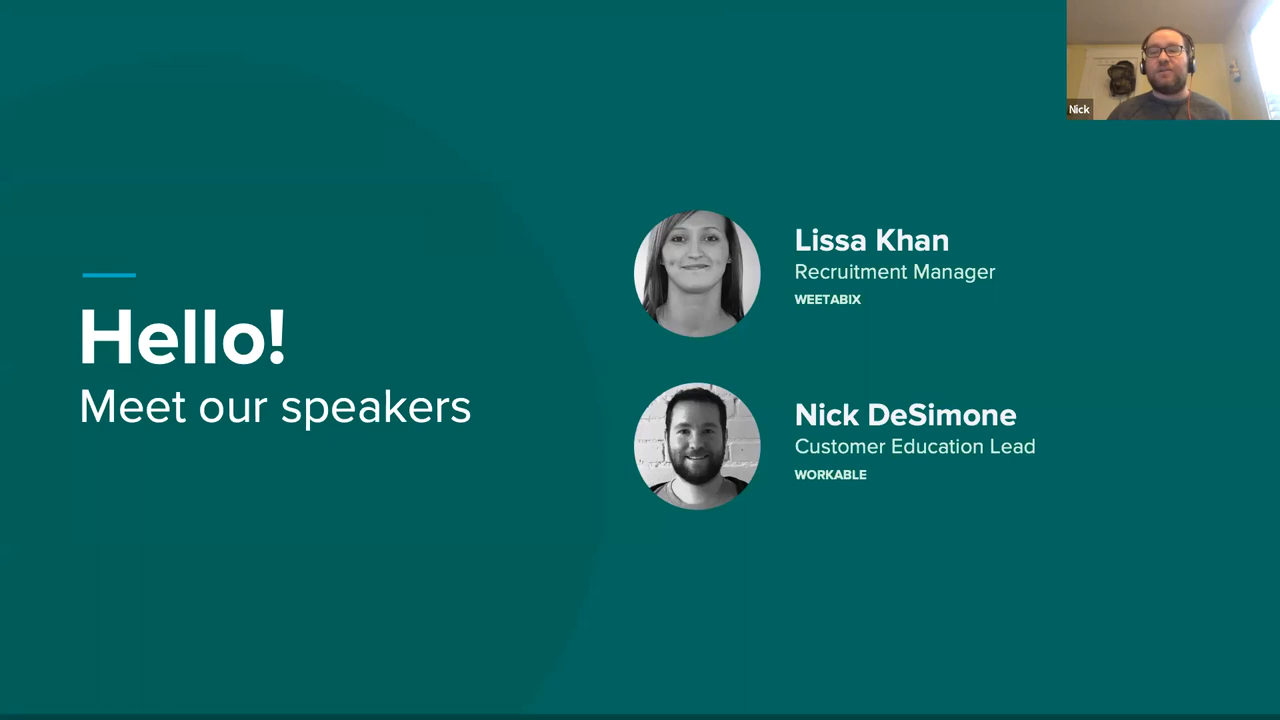 Nick
Hello!
Meet our speakers
Lissa Khan
Recruitment Manager
WEETABIX
Nick DeSimone
Customer Education Lead
WORKABLE